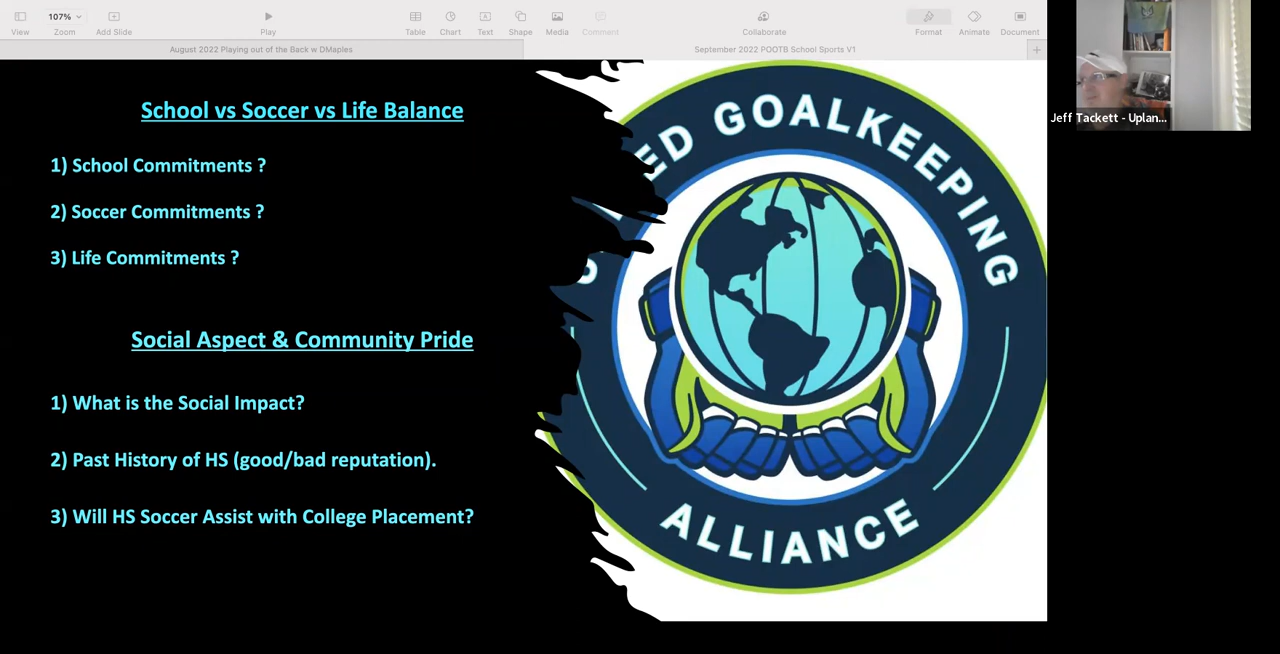 107%
View
Zoom
Add Slide
Play
Table
Chart
Text
Shape
Media
Comment
Collaborate
Format
Animate
Document
August 2022 Playing out of the Back w DMaples
September 2022 POOTB School Sports V1
Jeff Tackett - Uplan...
School vs Soccer vs Life Balance
1) School Commitments ?
2) Soccer Commitments ?
3) Life Commitments ?
Social Aspect & Community Pride
1) What is the Social Impact?
2) Past History of HS (good/bad reputation).
3) Will HS Soccer Assist with College Placement?
GOALKEEPING
ALLIANCE